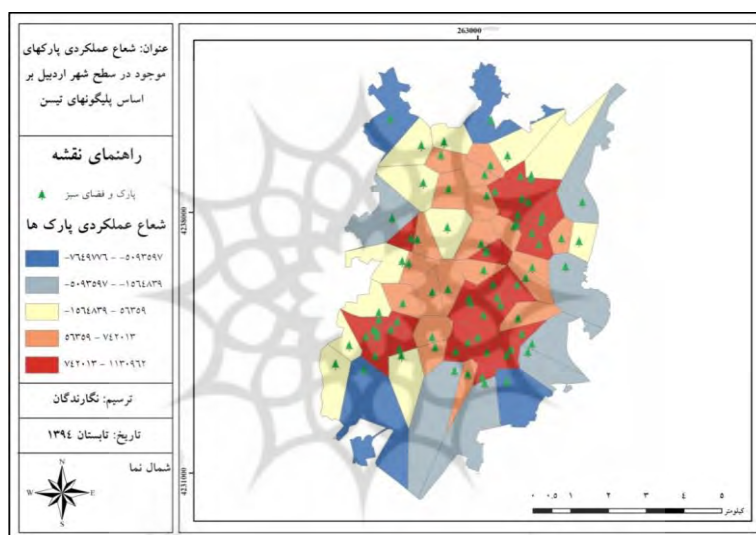 عنوان: شعاع عملکردی پارکهای
موجود در سطح شهر اردبیل بر
اساس پلیگونهای تیسن
راهنمای نقشه
پارک و فضای سبز
شعاع عملکردی پارک ها
-٧٦٤٩٧٧٦ - -٥٠٩٣٥٩٧
-٥٠٩٣٥٩٧ - -١٥٦٤٨٣٩
-١٥٦٤٨٣٩ - ٥٦٣٥٩
٥٦٣٥٩ - ٧٤٢٠١٣
٧٤٢٠١٣ - ١١٣٠٩٦٢
ترسیم: نگارندگان
تاریخ: تابستان ١٣٩٤
شمال نما
N
W E
S
263000
4238000
4231000
٠ ٠.٥ ١ ٢ ٣ ٤ ٥
کیلومتر